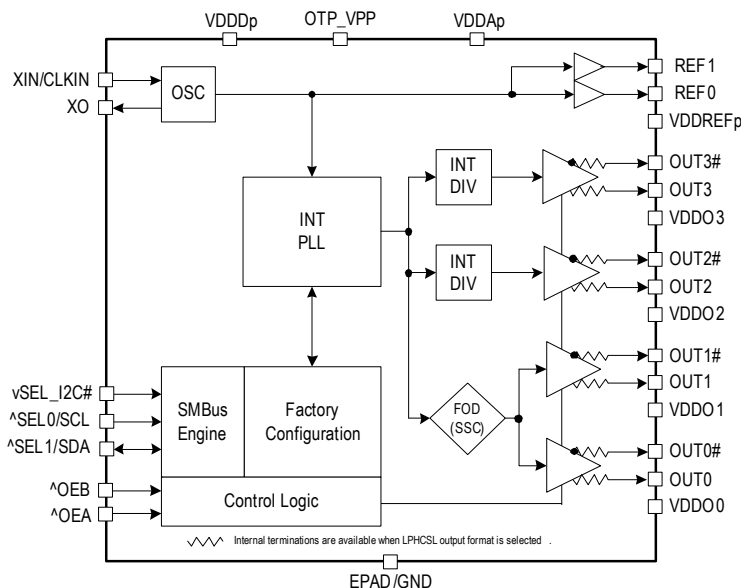 VDDDp
OTP_VPP
VDDAp
XIN/CLKIN
XO
OSC
REF1
REF0
VDDREFp
INT
PLL
INT
DIV
OUT3#
OUT3
VDDO3
INT
DIV
OUT2#
OUT2
VDDO2
vSEL_I2C#
^SEL0/SCL
^SEL1/SDA
^OEB
^OEA
SMBus
Engine
Factory
Configuration
Control Logic
FOD
(SSC)
OUT1#
OUT1
VDDO1
OUT0#
OUT0
VDDO0
Internal terminations are available when LPHCSL output format is selected .
EPAD/GND